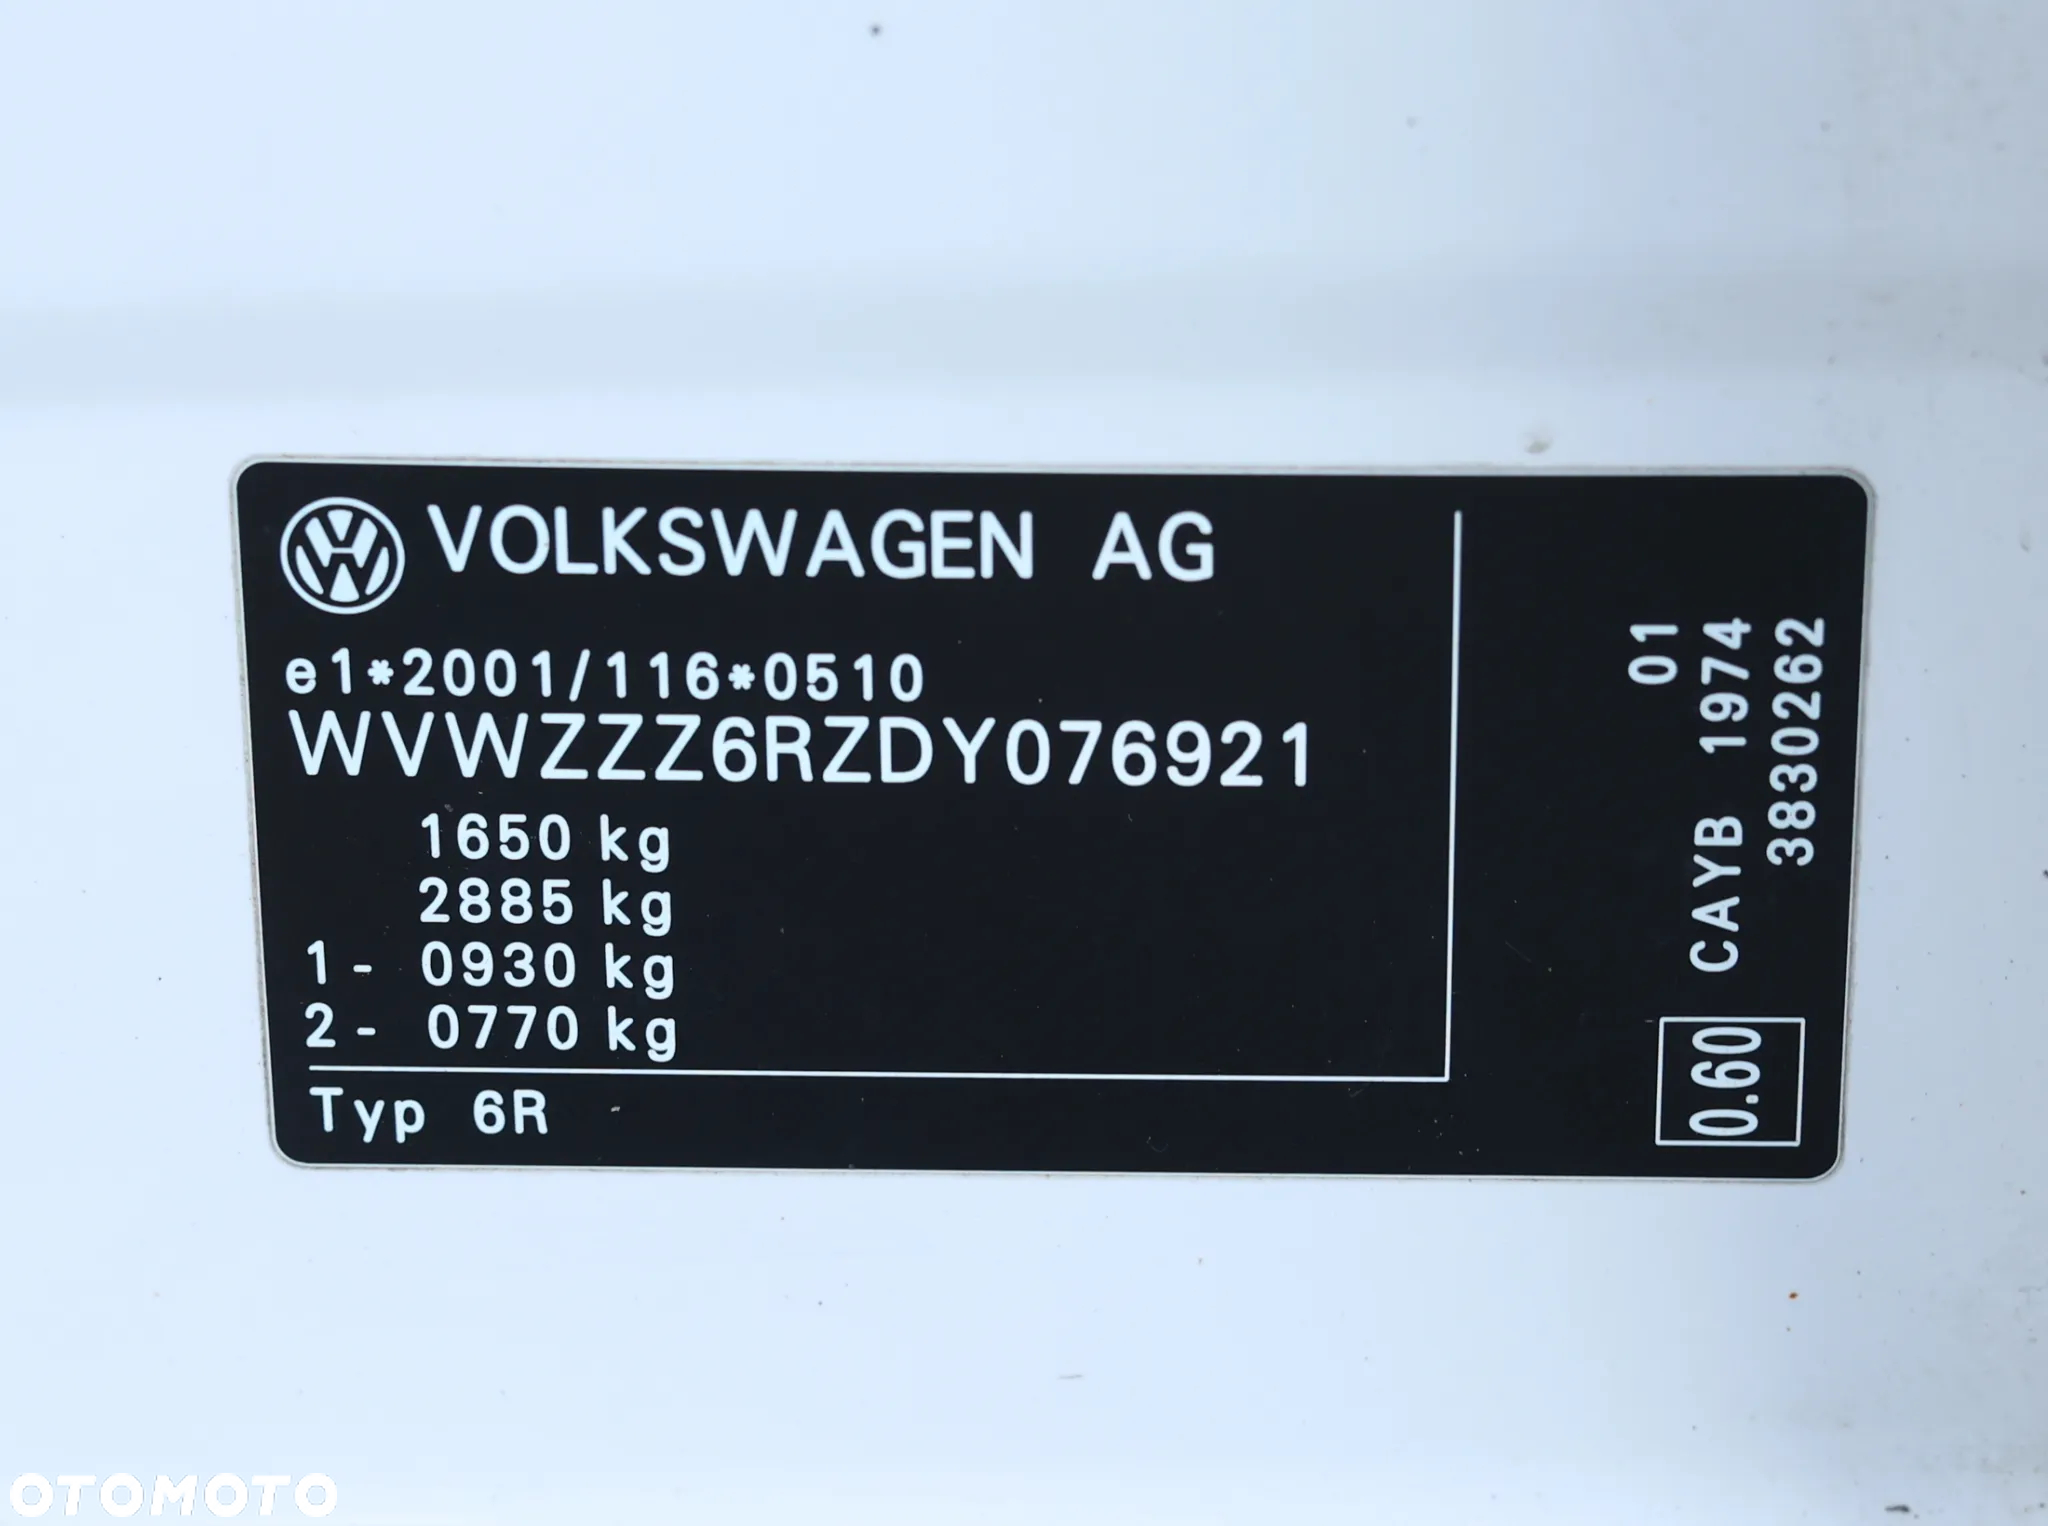 VOLKSWAGEN AG
e1*2001/116*0510
WVWZZZ6RZDY076921
1650 kg
2885 kg
1- 0930 kg
2- 0770 kg
Typ 6R
01
CAYB 1974
3830262
0.60
OTOMOTO